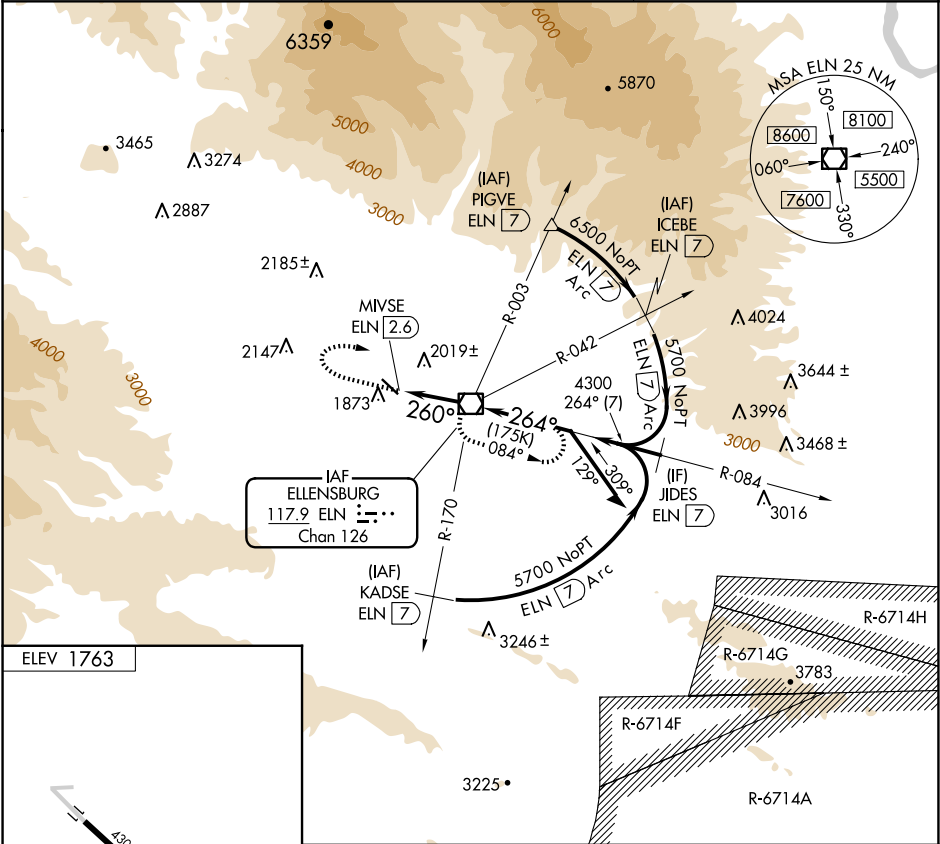 6359
6000
5870
5000
4000
3000
3465
3274
2887
MSA ELN 25 NM
150°
8100
8600
240°
060°
5500
7600
330°
(IAF)
PIGVE
ELN 7
6500 NoPT
ELN 7
Arc
(IAF)
ICEBE
ELN 7
2185±
R-003
MIVSE
ELN 2.6
R-042
4024
2147
2019±
4000
3000
5700 NoPT
ELN 7 Arc
3644 ±
1873
260°
264°
(175K)
084°
4300
264° (7)
3996
3000
3468 ±
129°
309°
(IF)
JIDES
ELN 7
R-084
3016
IAF
ELLENSBURG
117.9 ELN
Chan 126
R-170
5700 NoPT
ELN 7 Arc
(IAF)
KADSE
ELN 7
3246 ±
R-6714H
R-6714G
3783
ELEV 1763
R-6714F
3225
R-6714A